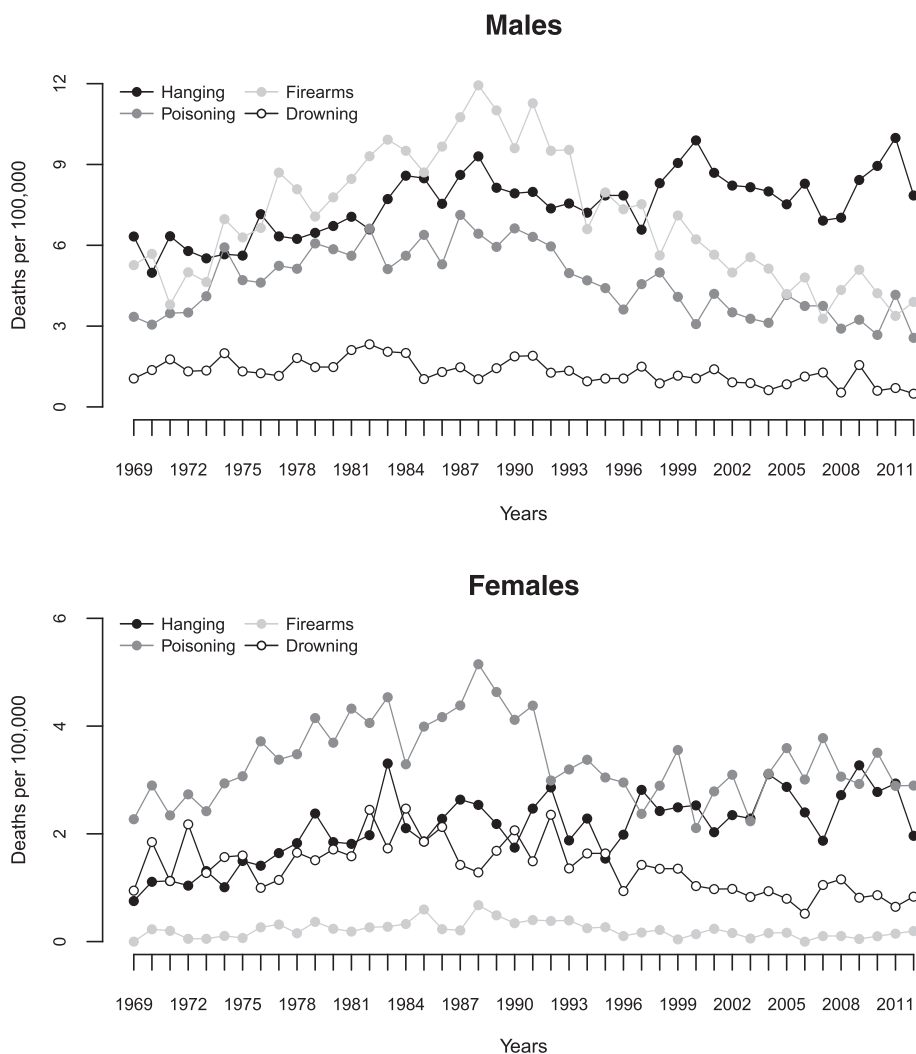 Males
Deaths per 100,000
12
9
6
3
0
Hanging Firearms
Poisoning Drowning
1969 1972 1975 1978 1981 1984 1987 1990 1993 1996 1999 2002 2005 2008 2011
Years
Females
Deaths per 100,000
6
4
2
0
Hanging Firearms
Poisoning Drowning
1969 1972 1975 1978 1981 1984 1987 1990 1993 1996 1999 2002 2005 2008 2011
Years